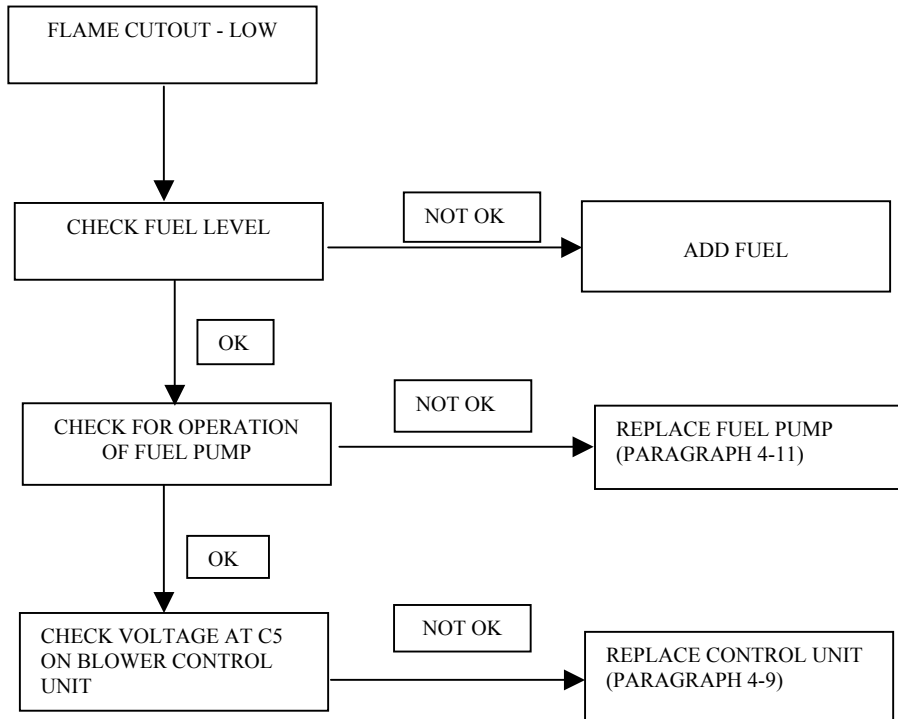 FLAME CUTOUT - LOW
CHECK FUEL LEVEL
NOT OK
ADD FUEL
OK
CHECK FOR OPERATION
OF FUEL PUMP
NOT OK
REPLACE FUEL PUMP
(PARAGRAPH 4-11)
OK
CHECK VOLTAGE AT C5
ON BLOWER CONTROL
UNIT
NOT OK
REPLACE CONTROL UNIT
(PARAGRAPH 4-9)